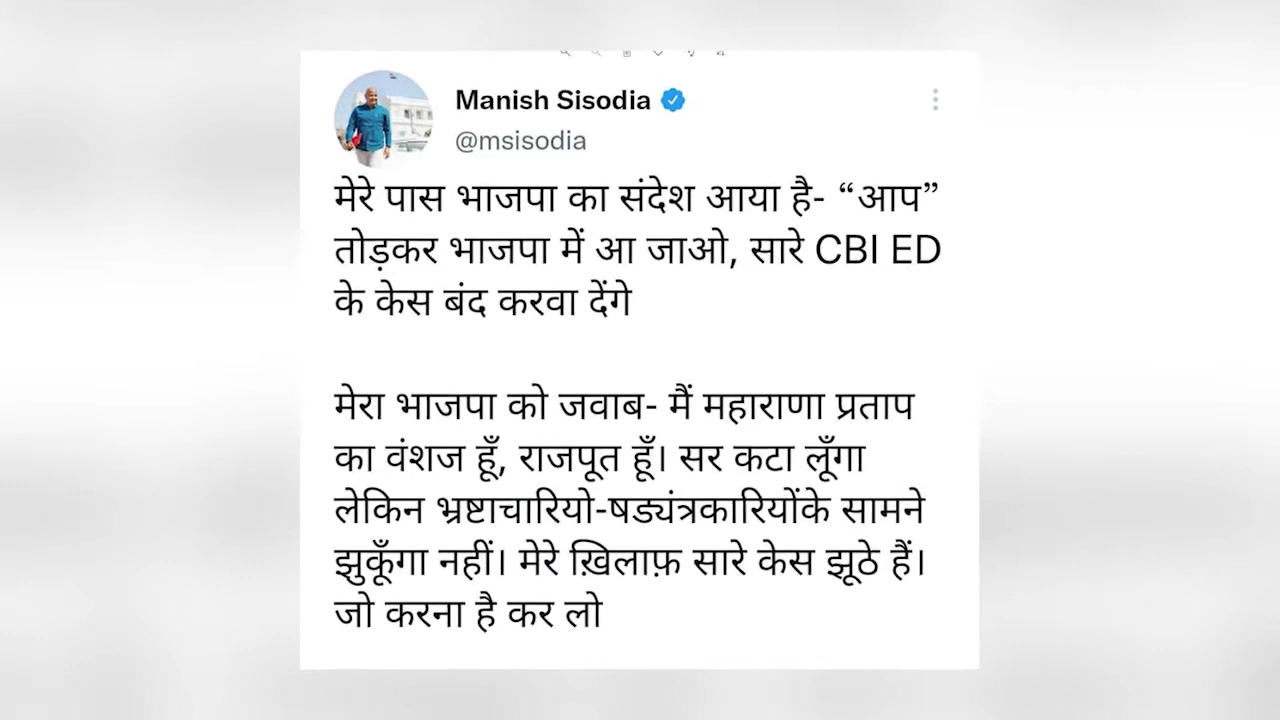 Manish Sisodia
@msisodia
मेरे पास भाजपा का संदेश आया है- “आप”
तोड़कर भाजपा में आ जाओ, सारे CBI ED
के केस बंद करवा देंगे
मेरा भाजपा को जवाब- मैं महाराणा प्रताप
का वंशज हूँ, राजपूत हूँ। सर कटा लूँगा
लेकिन भ्रष्टाचारियो-षड्यंत्रकारियोंके सामने
झुकूँगा नहीं। मेरे ख़िलाफ़ सारे केस झूठे हैं।
जो करना है कर लो